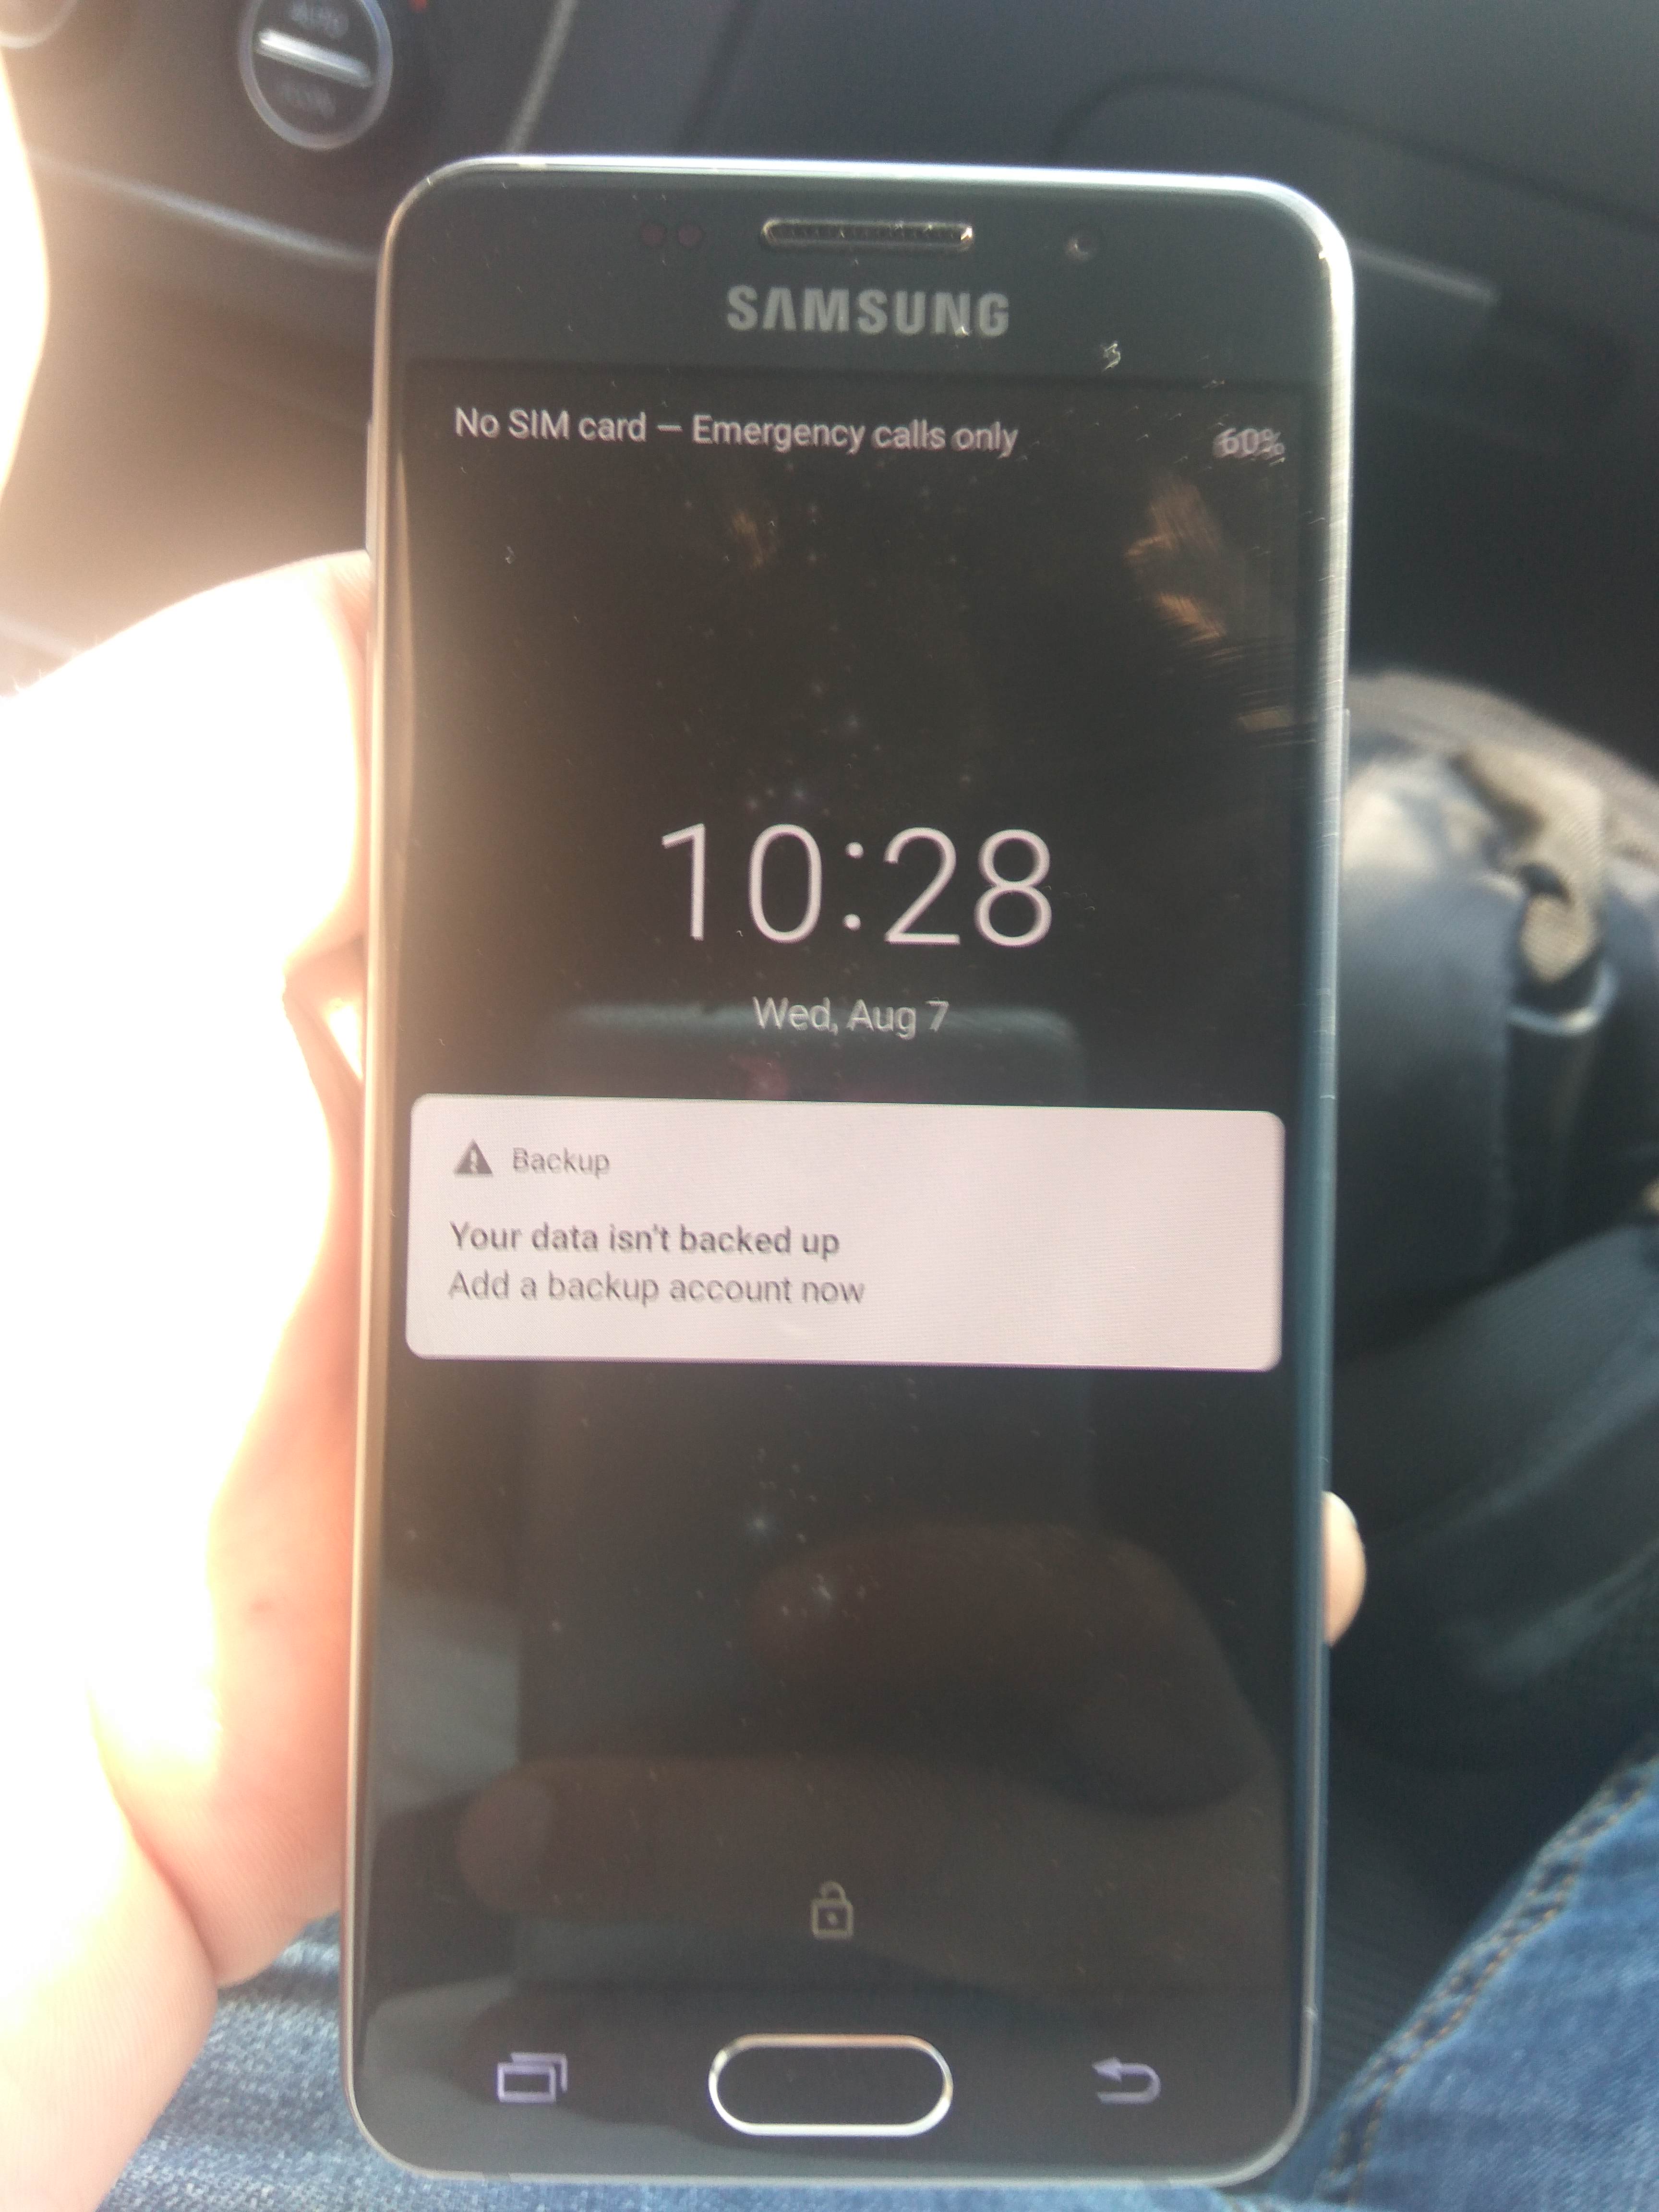 AUTO
SAMSUNG
No SIM card — Emergency calls only
60%
10:28
Wed, Aug 7
Backup
Your data isn't backed up
Add a backup account now